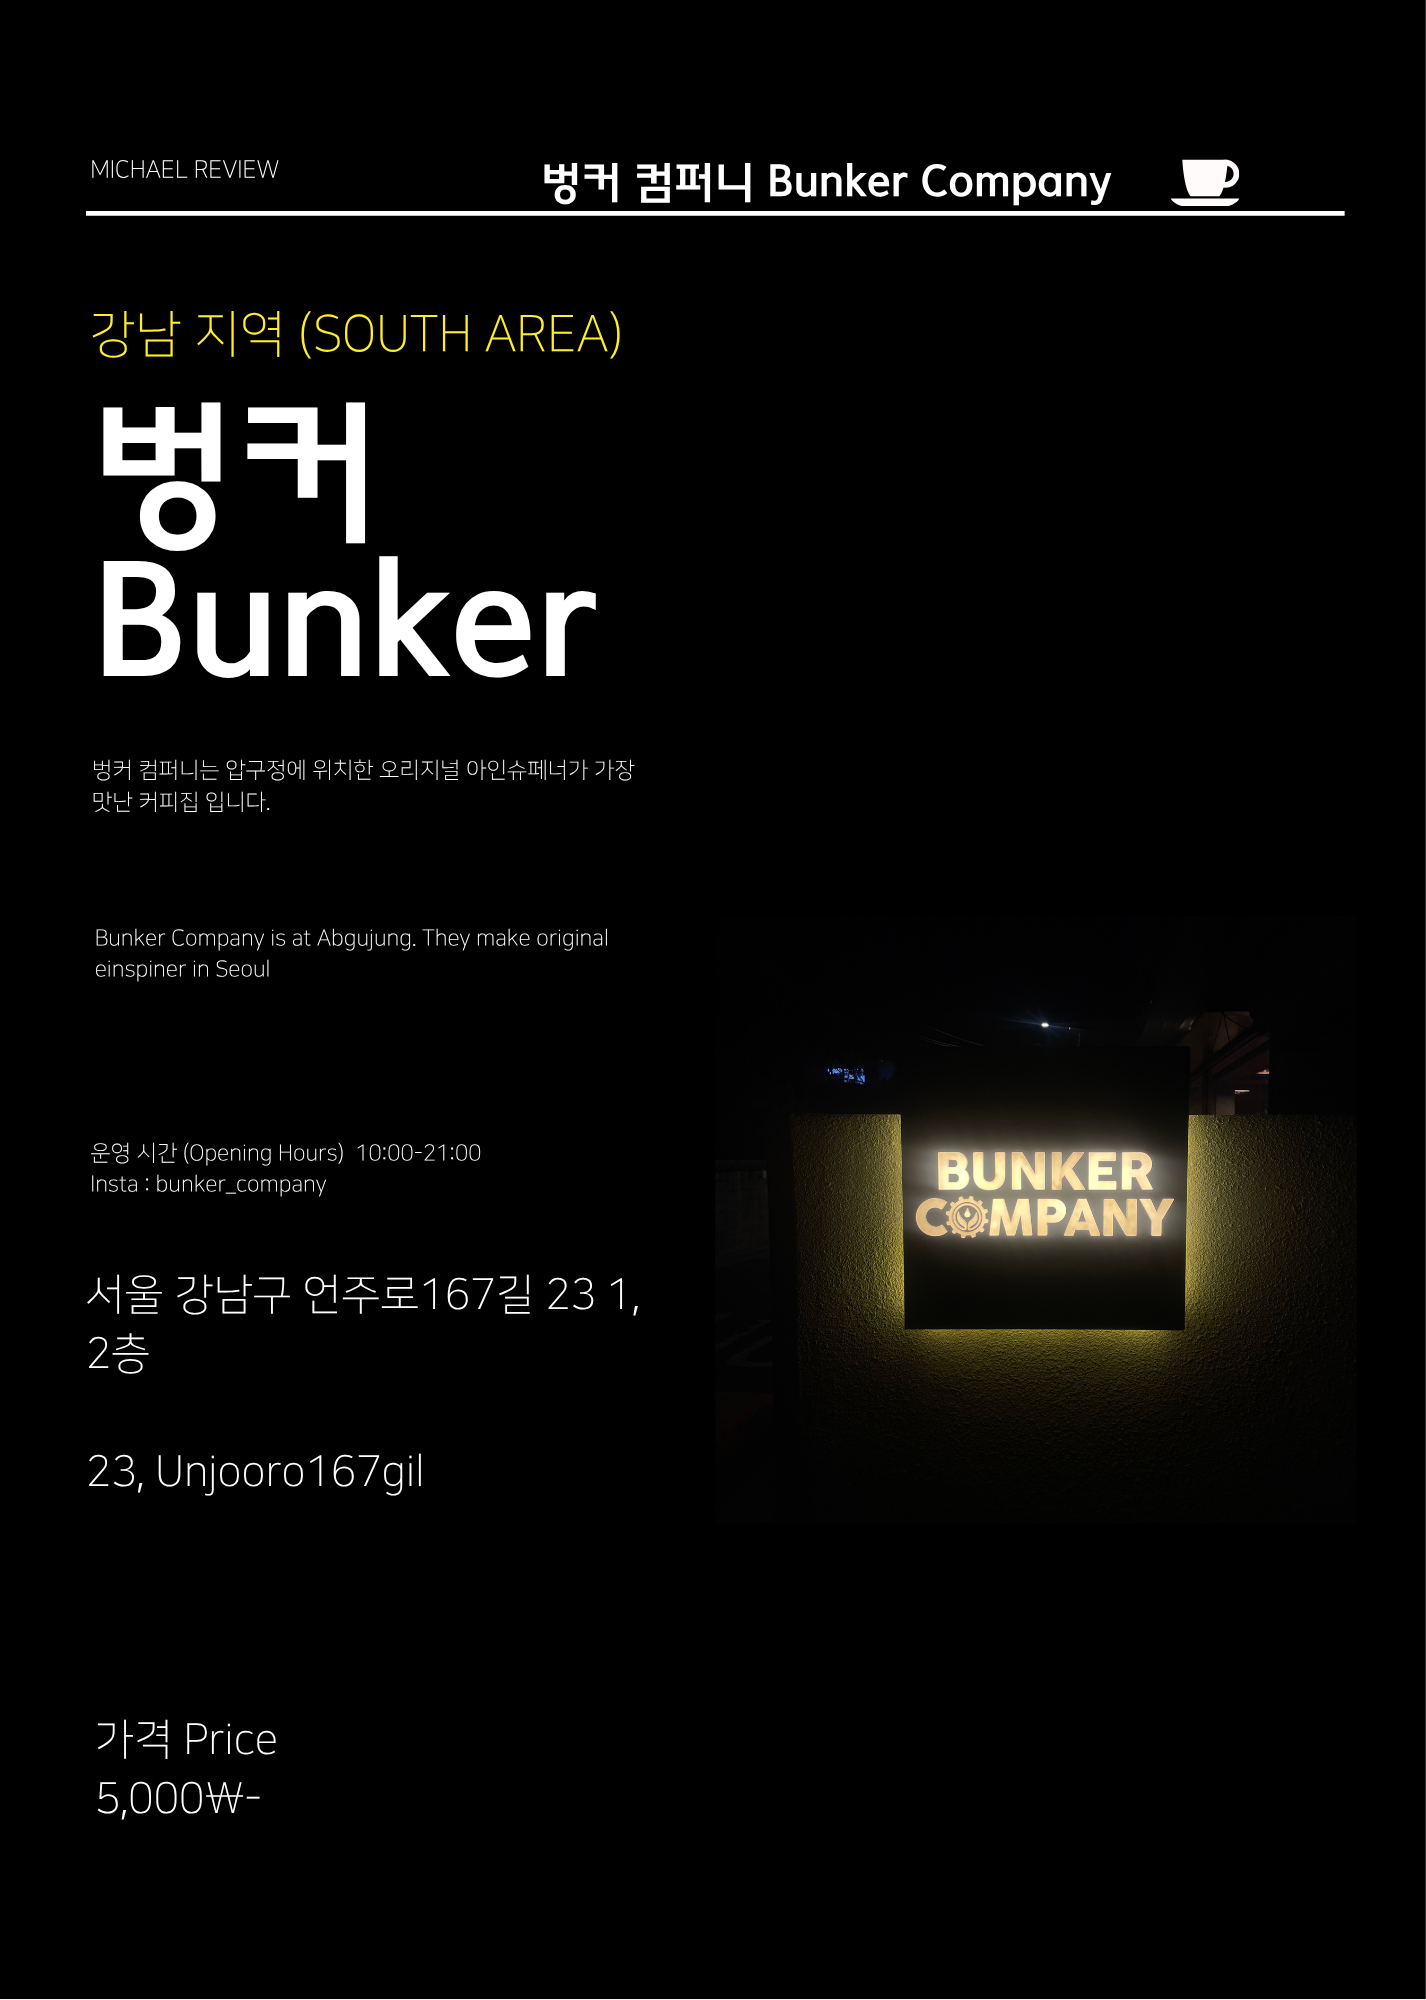 MICHAEL REVIEW
벙커 컴퍼니 Bunker Company
강남 지역 (SOUTH AREA)
벙커
Bunker
벙커 컴퍼니는 압구정에 위치한 오리지널 아인슈페너가 가장
맛난 커피집 입니다.
Bunker Company is at Abgujung. They make original
einspiner in Seoul
운영 시간 (Opening Hours)  10:00-21:00
Insta : bunker_company
서울 강남구 언주로167길 23 1,
2층
23, Unjooro167gil
BUNKER
COMPANY
가격 Price
5,000₩-